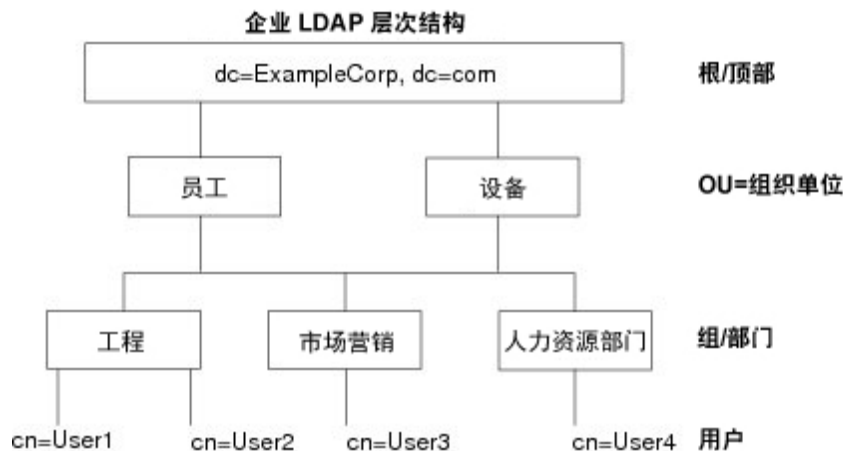 企业 LDAP 层次结构
dc=ExampleCorp, dc=com
根/顶部
员工
设备
OU=组织单位
工程
市场营销
人力资源部门
组/部门
cn=User1
cn=User2
cn=User3
cn=User4
用户